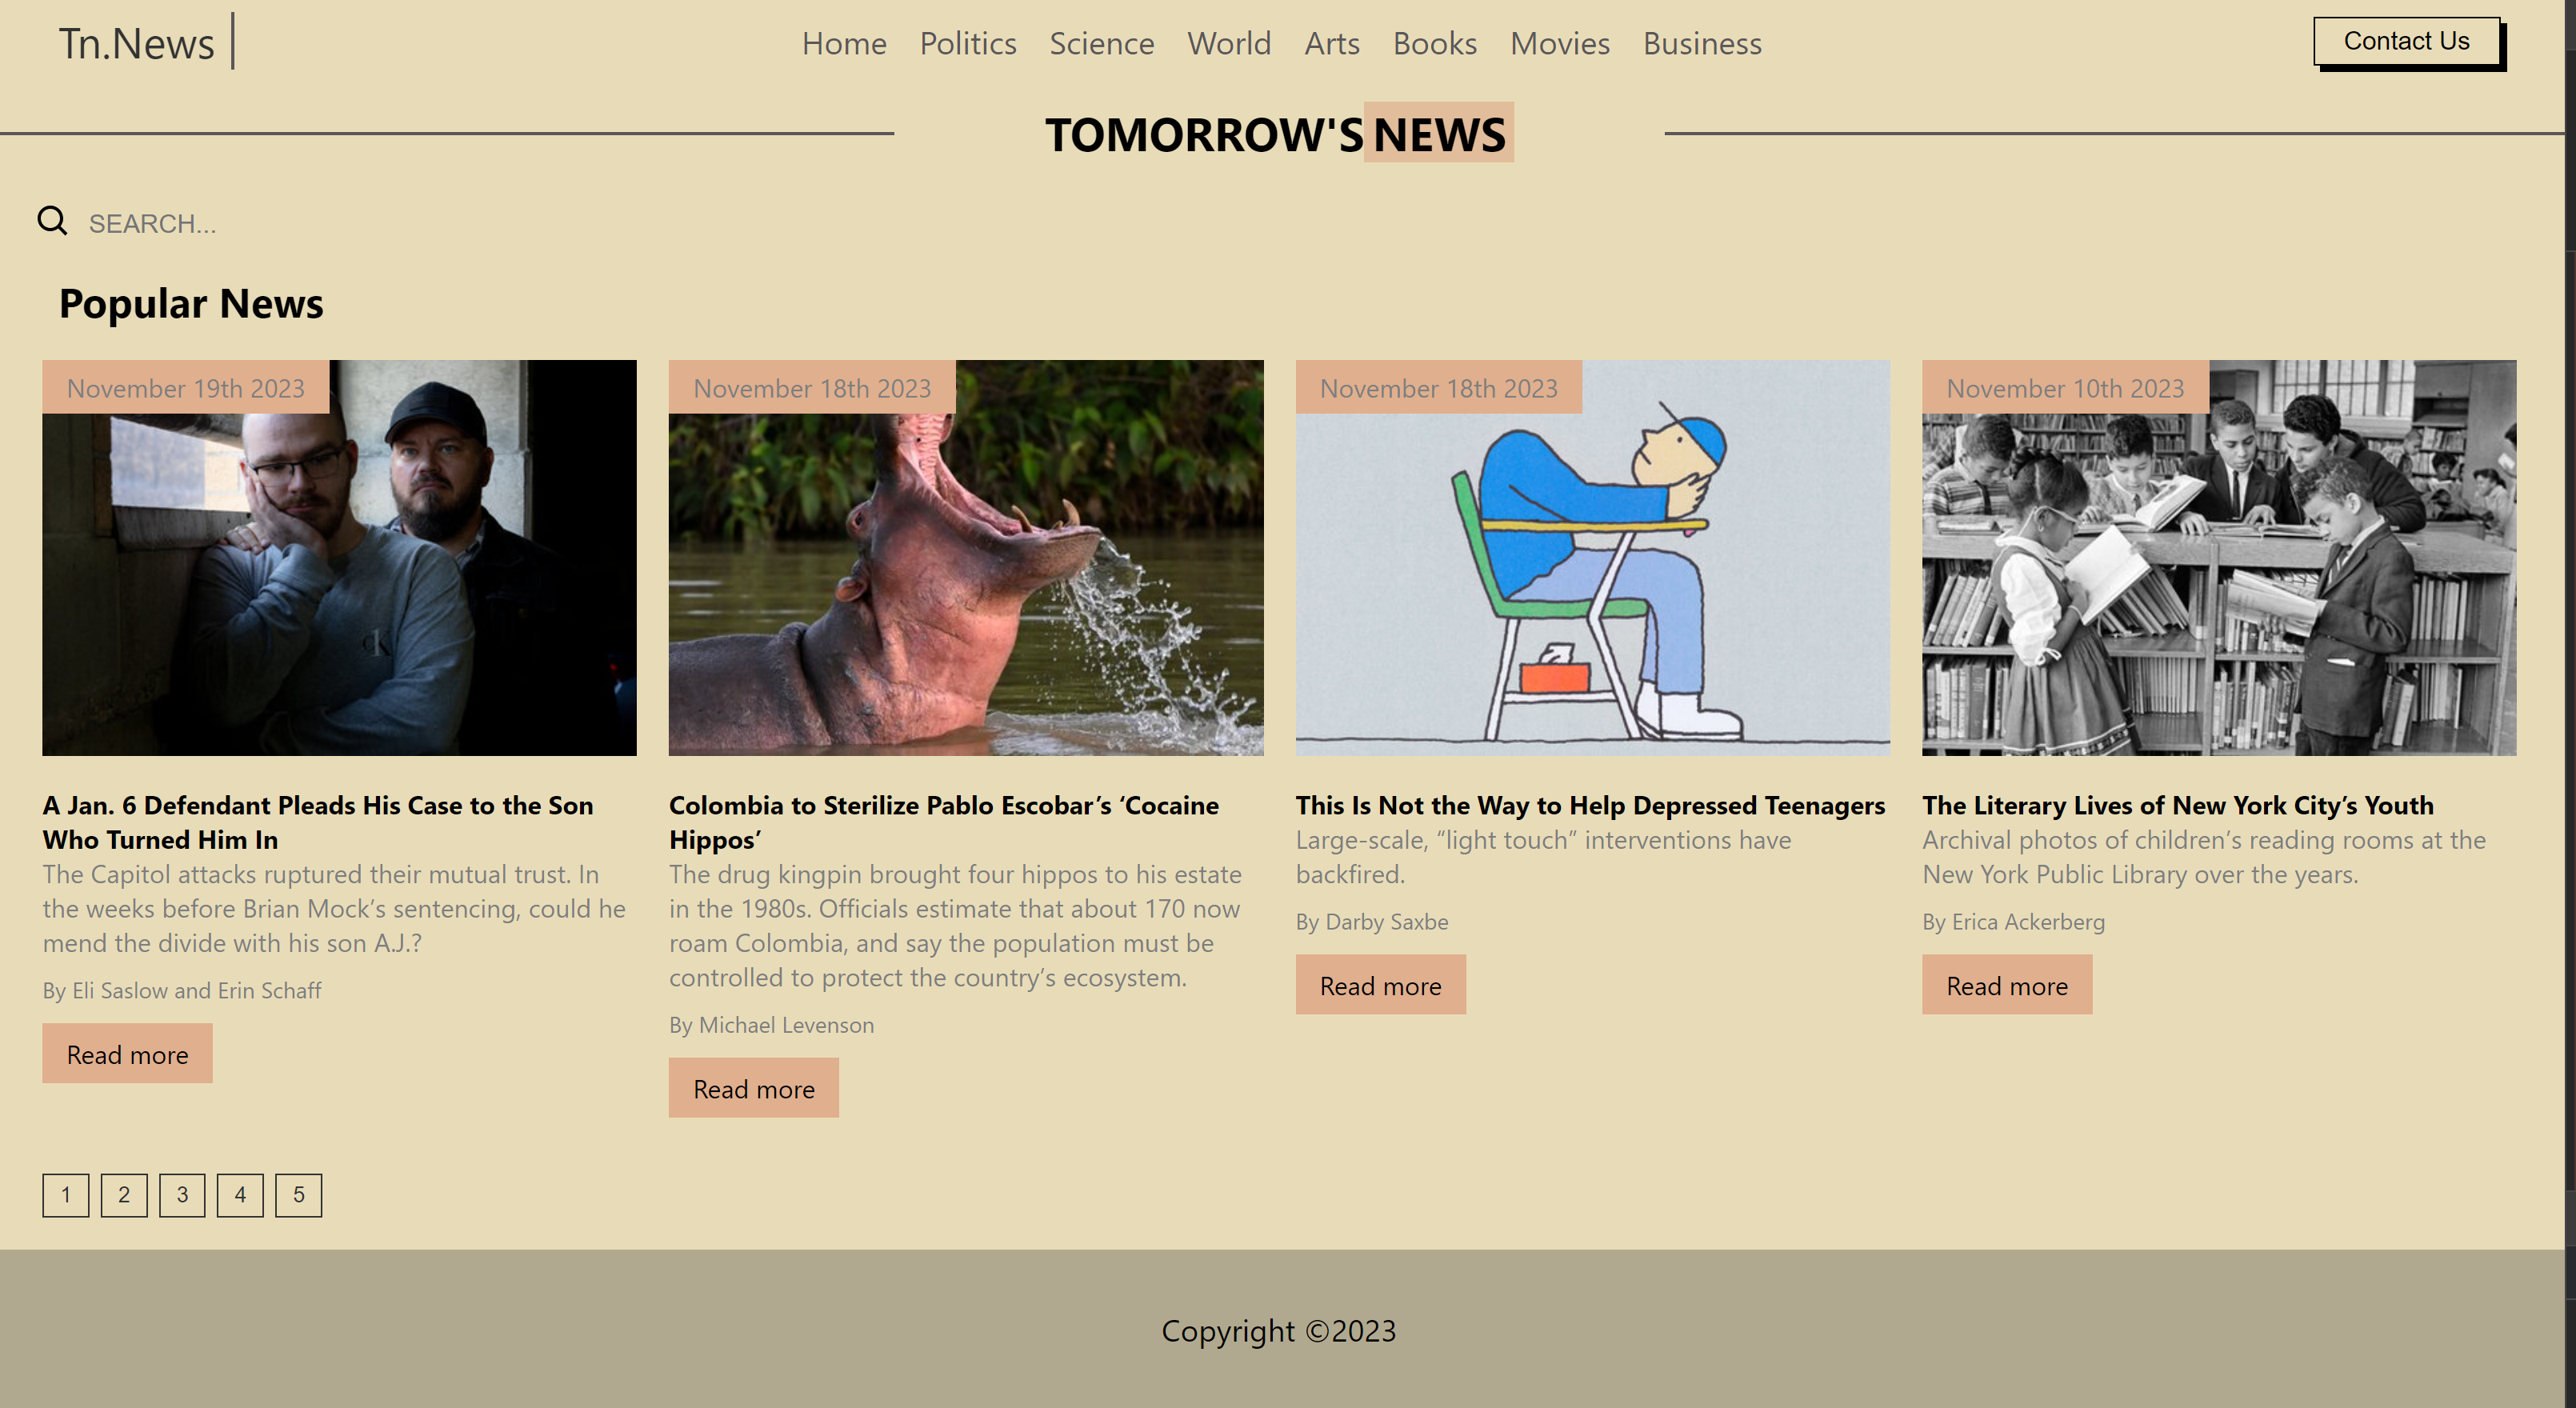 Tn.News
Home Politics Science World Arts Books Movies Business
Contact Us
TOMORROW'S NEWS
SEARCH...
Popular News
November 19th 2023
A Jan. 6 Defendant Pleads His Case to the Son
Who Turned Him In
The Capitol attacks ruptured their mutual trust. In
the weeks before Brian Mock’s sentencing, could he
mend the divide with his son A.J.?
By Eli Saslow and Erin Schaff
Read more
November 18th 2023
Colombia to Sterilize Pablo Escobar’s ‘Cocaine
Hippos’
The drug kingpin brought four hippos to his estate
in the 1980s. Officials estimate that about 170 now
roam Colombia, and say the population must be
controlled to protect the country’s ecosystem.
By Michael Levenson
Read more
November 18th 2023
This Is Not the Way to Help Depressed Teenagers
Large-scale, “light touch” interventions have
backfired.
By Darby Saxbe
Read more
November 10th 2023
The Literary Lives of New York City’s Youth
Archival photos of children’s reading rooms at the
New York Public Library over the years.
By Erica Ackerberg
Read more
1 2 3 4 5
Copyright ©2023